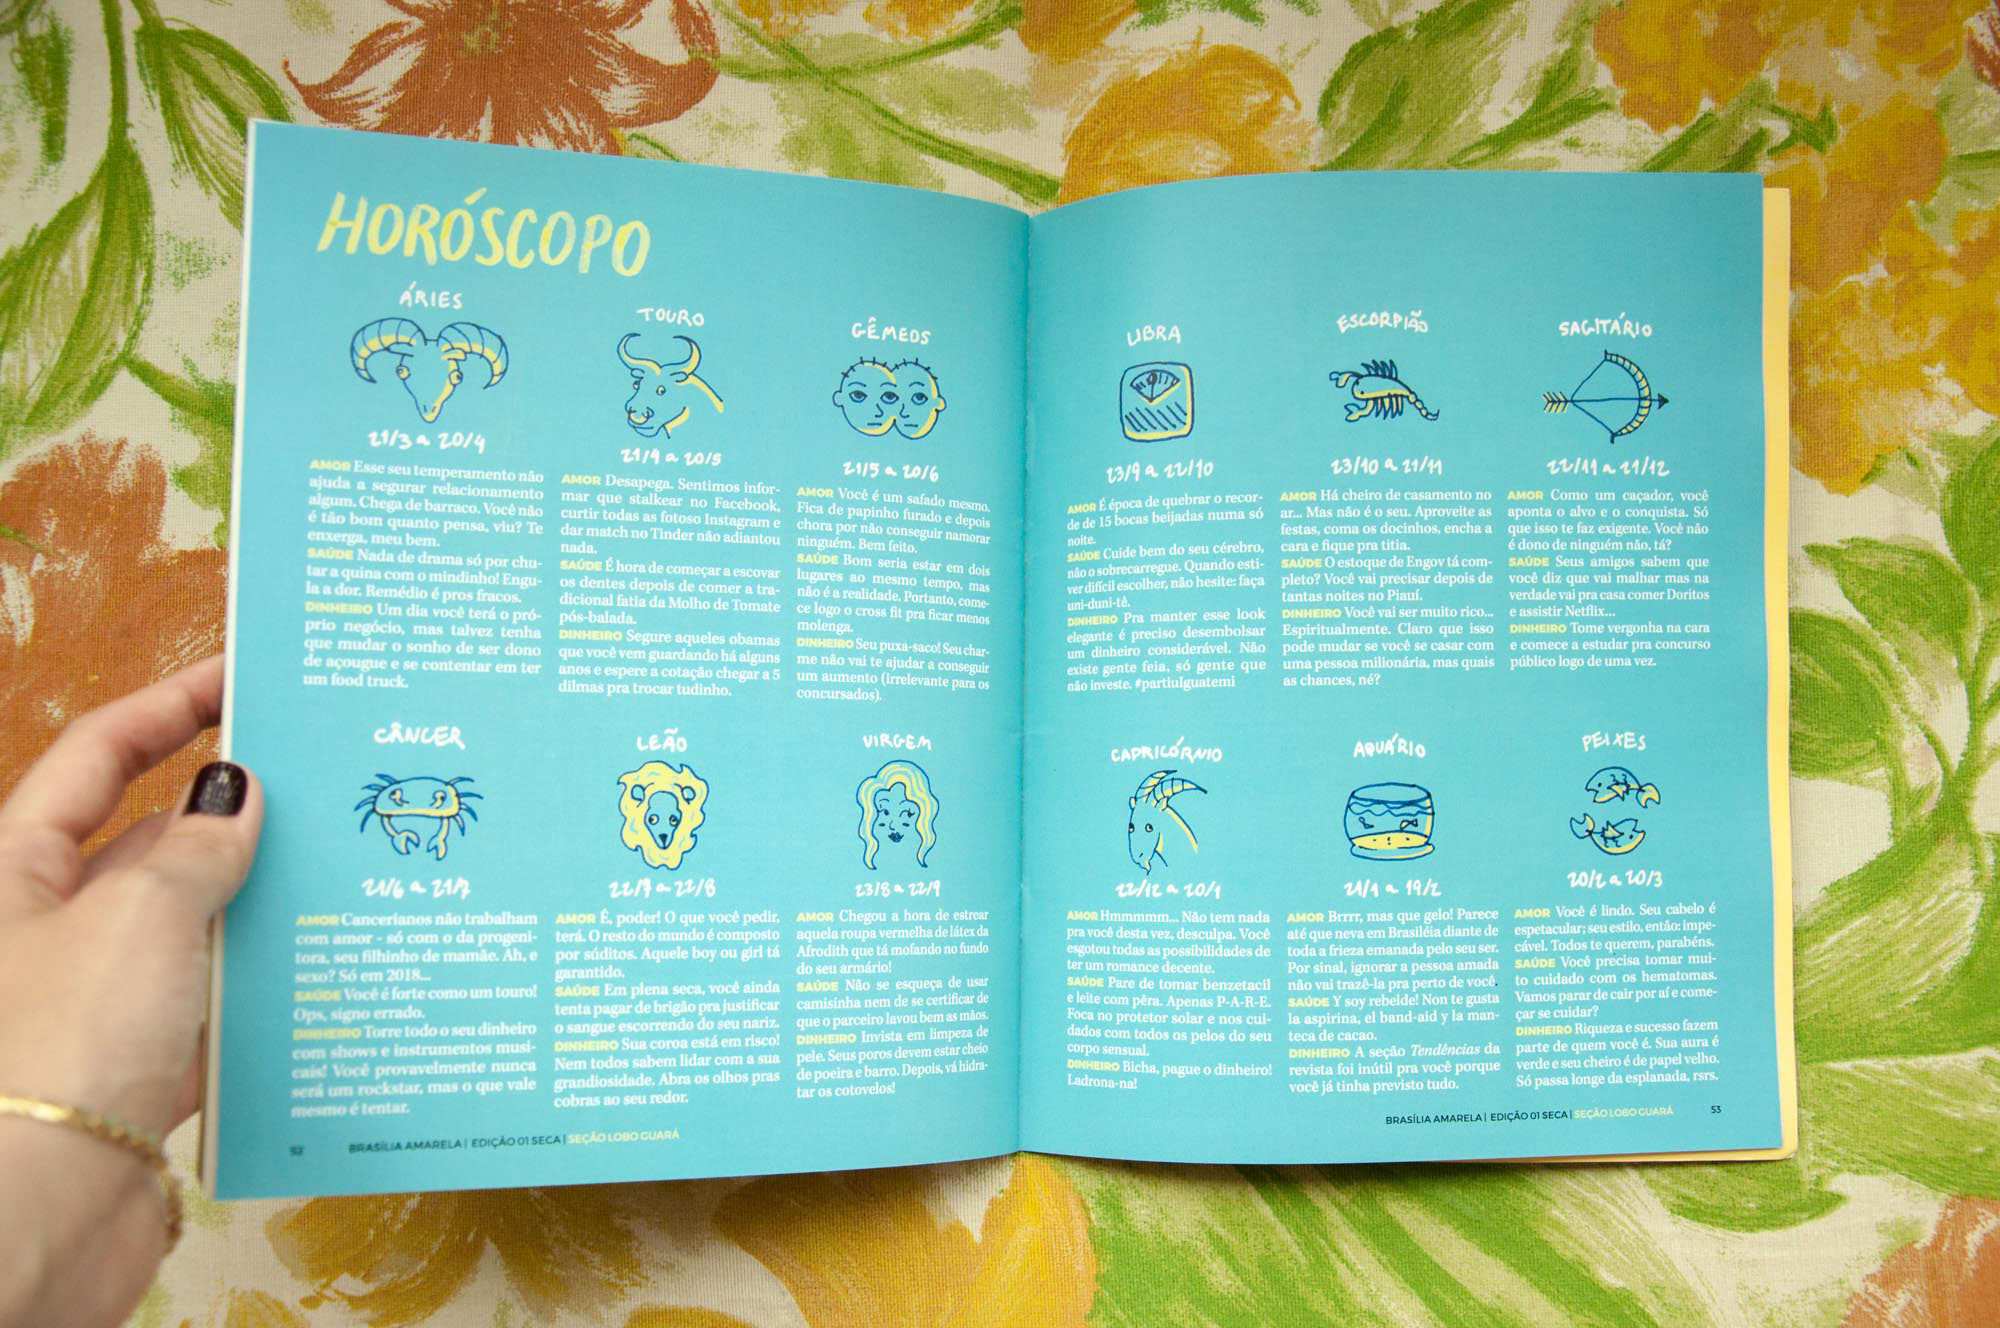 HORÓSCOPO
ÁRIES
21/3 a 20/4
AMOR Esse seu temperamento não
ajuda a segurar relacionamento
algum. Chega de barraco. Você não
é tão bom quanto pensa, viu? Te
enxerga, meu bem.
SAÚDE Nada de drama só por chu-
tar a quina com o mindinho! Engu-
la a dor. Remédio é pros fracos.
DINHEIRO Um dia você terá o pró-
prio negócio, mas talvez tenha
que mudar o sonho de ser dono
de açougue e se contentar em ter
um food truck.
TOURO
21/4 a 20/5
AMOR Desapega. Sentimos infor-
mar que stalkear no Facebook,
curtir todas as fotoso Instagram e
dar match no Tinder não adiantou
nada.
SAÚDE É hora de começar a escovar
os dentes depois de comer a tra-
dicional fatia da Molho de Tomate
pós-balada.
DINHEIRO Segure aqueles obamas
que você vem guardando há alguns
anos e espere a cotação chegar a 5
dilmas pra trocar tudinho.
GÊMEOS
21/5 a 20/6
AMOR Você é um safado mesmo.
Fica de papinho furado e depois
chora por não conseguir namorar
ninguém. Bem feito.
SAÚDE Bom seria estar em dois
lugares ao mesmo tempo, mas
não é a realidade. Portanto, come-
ce logo o cross fit pra ficar menos
molenga.
DINHEIRO Seu puxa-saco! Seu char-
me não vai te ajudar a conseguir
um aumento (irrelevante para os
concursados).
CÂNCER
21/6 a 21/7
AMOR Cancerianos não trabalham
com amor - só com o da progeni-
tora, seu filhinho de mamãe. Ah, e
sexo? Só em 2018...
SAÚDE Você é forte como um touro!
Ops, signo errado.
DINHEIRO Torre todo o seu dinheiro
com shows e instrumentos musi-
cais! Você provavelmente nunca
será um rockstar, mas o que vale
mesmo é tentar.
LEÃO
22/7 a 22/8
AMOR É, poder! O que você pedir,
terá. O resto do mundo é composto
por súditos. Aquele boy ou girl tá
garantido.
SAÚDE Em plena seca, você ainda
tenta pagar de brigão pra justificar
o sangue escorrendo do seu nariz.
DINHEIRO Sua coroa está em risco!
Nem todos sabem lidar com a sua
grandiosidade. Abra os olhos pras
cobras ao seu redor.
VIRGEM
23/8 a 22/9
AMOR Chegou a hora de estrear
aquela roupa vermelha de látex da
Afrodith que tá mofando no fundo
do seu armário!
SAÚDE Não se esqueça de usar
camisinha nem de se certificar de
que o parceiro lavou bem as mãos.
DINHEIRO Invista em limpeza de
pele. Seus poros devem estar cheio
de poeira e barro. Depois, vá hidra-
tar os cotovelos!
52 BRASÍLIA AMARELA | EDIÇÃO 01 SECA | SEÇÃO LOBO GUARÁ
LIBRA
23/9 a 22/10
AMOR É época de quebrar o recor-
de de 15 bocas beijadas numa só
noite.
SAÚDE Cuide bem do seu cérebro,
não o sobrecarregue. Quando esti-
ver difícil escolher, não hesite: faça
uni-duni-tê.
DINHEIRO Pra manter esse look
elegante é preciso desembolsar
um dinheiro considerável. Não
existe gente feia, só gente que
não investe. #partiuIguatemi
ESCORPIÃO
23/10 a 21/11
AMOR Há cheiro de casamento no
ar... Mas não é o seu. Aproveite as
festas, coma os docinhos, encha a
cara e fique pra titia.
SAÚDE O estoque de Engov tá com-
pleto? Você vai precisar depois de
tantas noites no Piauí.
DINHEIRO Você vai ser muito rico...
Espiritualmente. Claro que isso
pode mudar se você se casar com
uma pessoa milionária, mas quais
as chances, né?
SAGITÁRIO
22/11 a 21/12
AMOR Como um caçador, você
aponta o alvo e o conquista. Só
que isso te faz exigente. Você não
é dono de ninguém não, tá?
SAÚDE Seus amigos sabem que
você diz que vai malhar mas na
verdade vai pra casa comer Doritos
e assistir Netflix...
DINHEIRO Tome vergonha na cara
e comece a estudar pra concurso
público logo de uma vez.
CAPRICÓRNIO
22/12 a 20/1
AMOR Hmmmmm... Não tem nada
pra você desta vez, desculpa. Você
esgotou todas as possibilidades de
ter um romance decente.
SAÚDE Pare de tomar benzetacil
e leite com pêra. Apenas P-A-R-E.
Foca no protetor solar e nos cui-
dados com todos os pelos do seu
corpo sensual.
DINHEIRO Bicha, pague o dinheiro!
Ladrona-na!
AQUÁRIO
21/1 a 19/2
AMOR Brrrr, mas que gelo! Parece
até que neva em Brasiléia diante de
toda a frieza emanada pelo seu ser.
Por sinal, ignorar a pessoa amada
não vai trazê-la pra perto de você.
SAÚDE Y soy rebelde! Non te gusta
la aspirina, el band-aid y la man-
teca de cacao.
DINHEIRO A seção Tendências da
revista foi inútil pra você porque
você já tinha previsto tudo.
PEIXES
20/2 a 20/3
AMOR Você é lindo. Seu cabelo é
espetacular; seu estilo, então: impe-
cável. Todos te querem, parabéns.
SAÚDE Você precisa tomar mui-
to cuidado com os hematomas.
Vamos parar de cair por aí e come-
çar se cuidar?
DINHEIRO Riqueza e sucesso fazem
parte de quem você é. Sua aura é
verde e seu cheiro é de papel velho.
Só passa longe da esplanada, rsrs.
BRASÍLIA AMARELA | EDIÇÃO 01 SECA | SEÇÃO LOBO GUARÁ 53